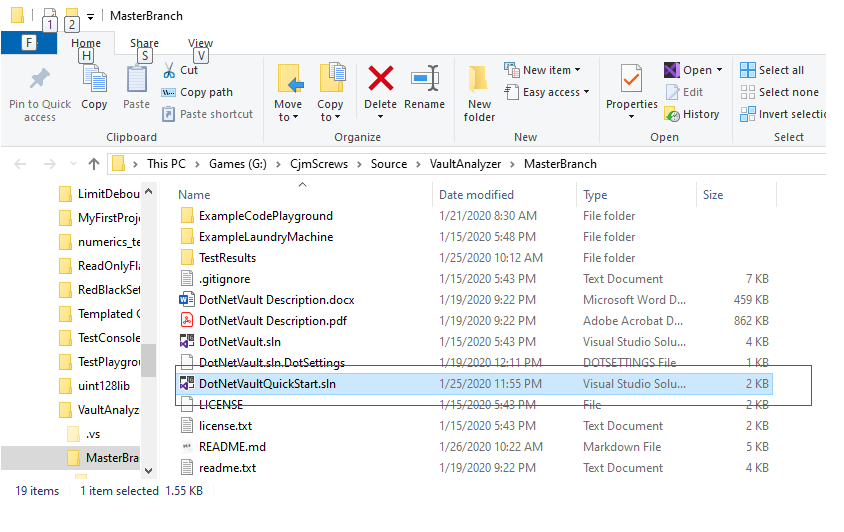 1 2 MasterBranch
F Home Share View
H S V
Pin to Quick access Copy Paste Cut Copy path Paste shortcut
Move to Copy to Delete Rename New folder New item Easy access
Properties Open Edit History Select all Select none Invert selectio
Clipboard Organize New Open Select
This PC Games (G:) CjmScrews Source VaultAnalyzer MasterBranch
Name Date modified Type Size
LimitDebou
MyFirstProje
numerics_te
ReadOnlyFla
RedBlackSet
Templated C
TestConsole
TestPlaygrou
uint128lib
VaultAnalyz
.vs
MasterBran
ExampleCodePlayground 1/21/2020 8:30 AM File folder
ExampleLaundryMachine 1/15/2020 5:48 PM File folder
TestResults 1/25/2020 10:12 AM File folder
.gitignore 1/15/2020 5:43 PM Text Document 7 KB
DotNetVault Description.docx 1/19/2020 9:22 PM Microsoft Word D... 459 KB
DotNetVault Description.pdf 1/19/2020 9:22 PM Adobe Acrobat D... 862 KB
DotNetVault.sln 1/15/2020 5:43 PM Visual Studio Solu... 4 KB
DotNetVault.sln.DotSettings 1/19/2020 12:11 PM DOTSETTINGS File 1 KB
DotNetVaultQuickStart.sln 1/25/2020 11:55 PM Visual Studio Solu... 2 KB
LICENSE 1/15/2020 5:43 PM File 2 KB
license.txt 1/15/2020 5:43 PM Text Document 2 KB
README.md 1/26/2020 10:22 AM Markdown File 5 KB
readme.txt 1/19/2020 9:22 PM Text Document 4 KB
19 items 1 item selected 1.55 KB